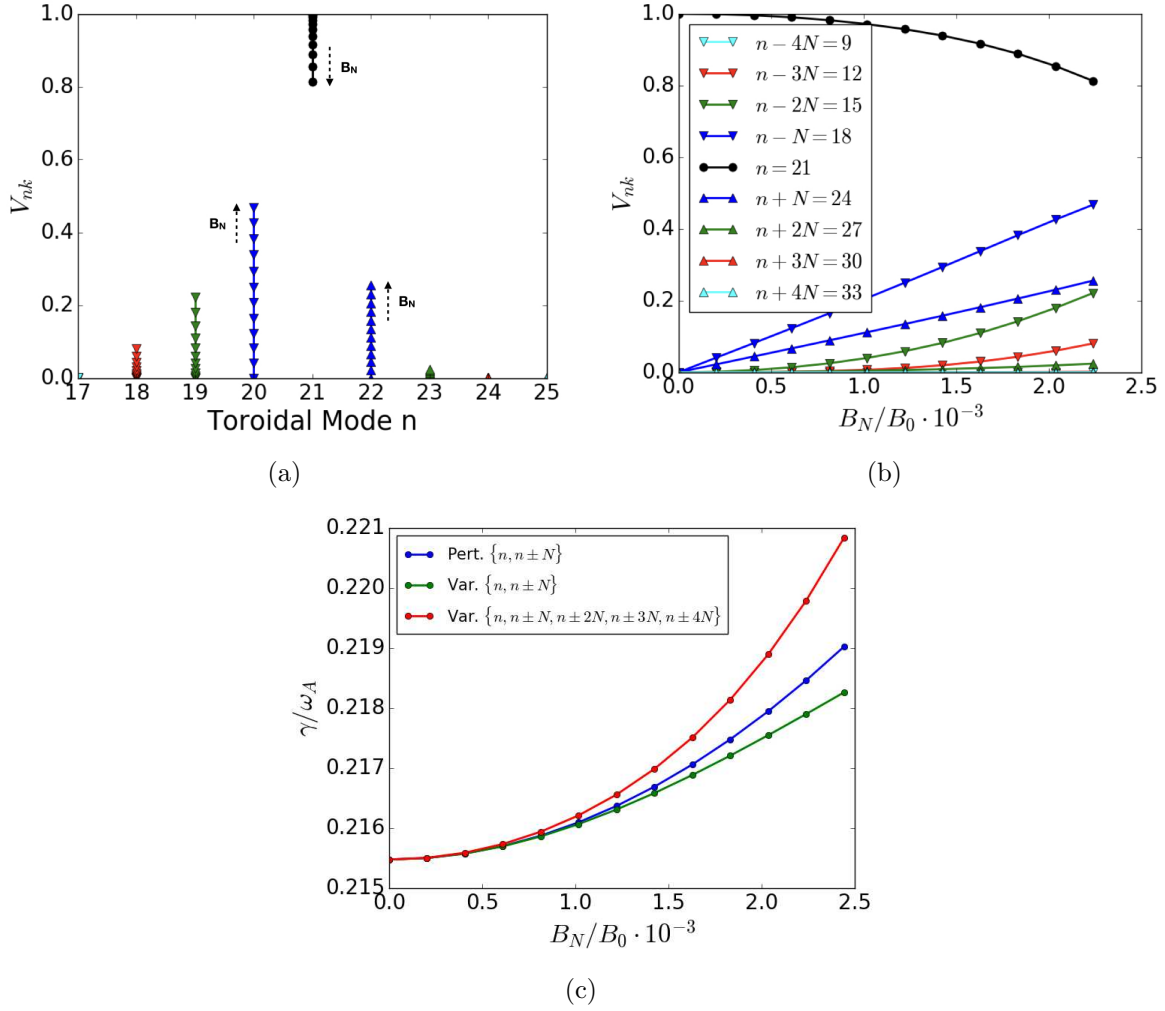 1.0
0.8
0.6
0.4
0.2
0.0
V_{nk}
B_N
B_N
B_N
17 18 19 20 21 22 23 24 25
Toroidal Mode n
(a)
1.0
0.8
0.6
0.4
0.2
0.0
V_{nk}
n − 4N = 9
n − 3N = 12
n − 2N = 15
n − N = 18
n = 21
n + N = 24
n + 2N = 27
n + 3N = 30
n + 4N = 33
0.0 0.5 1.0 1.5 2.0 2.5
B_N/B_0 · 10^{−3}
(b)
0.221
0.220
0.219
0.218
0.217
0.216
0.215
γ/ω_A
Pert. {n, n ± N}
Var. {n, n ± N}
Var. {n, n ± N, n ± 2N, n ± 3N, n ± 4N}
0.0 0.5 1.0 1.5 2.0 2.5
B_N/B_0 · 10^{−3}
(c)